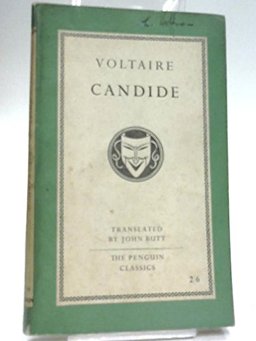 VOLTAIRE
CANDIDE
TRANSLATED
BY JOHN BUTT
THE PENGUIN
CLASSICS
2/6